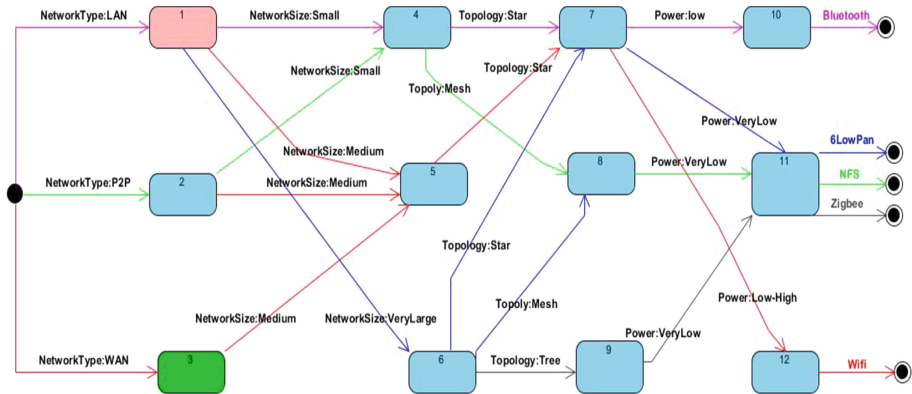 NetworkType:LAN
1
NetworkSize:Small
4
Topology:Star
7
Power:low
10
Bluetooth
NetworkSize:Small
Topoly:Mesh
Topology:Star
Power:VeryLow
6LowPan
NetworkSize:Medium
NetworkType:P2P
2
NetworkSize:Medium
5
8
Power:VeryLow
11
NFS
Zigbee
Topology:Star
NetworkSize:Medium
NetworkSize:VeryLarge
Topoly:Mesh
Power:Low-High
Power:VeryLow
NetworkType:WAN
3
6
Topology:Tree
9
12
Wifi